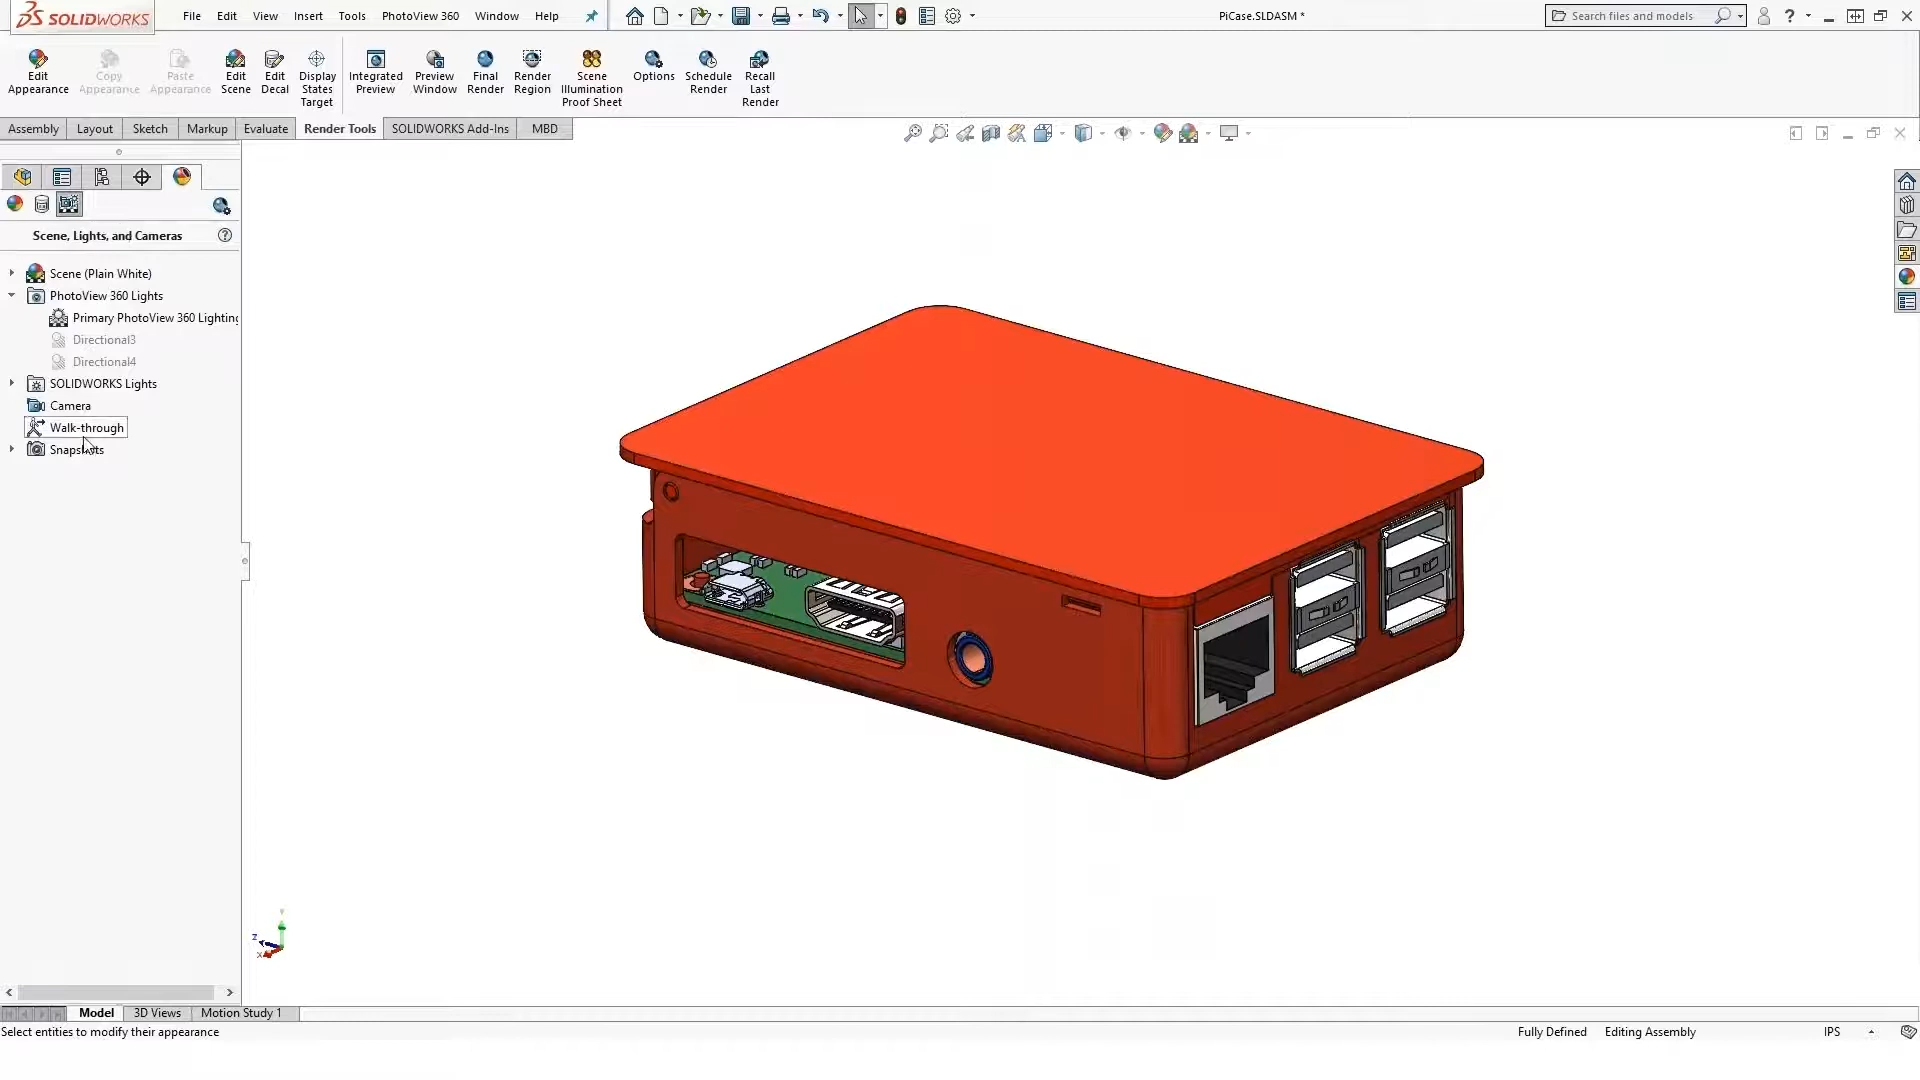 SOLIDWORKS File Edit View Insert Tools PhotoView 360 Window Help PiCase.SLDASM * Search files and models ?
Edit Appearance
Copy Appearance
Paste Appearance
Edit Scene
Edit Decal
Display States Target
Integrated Preview
Preview Window
Final Render
Render Region
Scene Illumination Proof Sheet
Options
Schedule Render
Recall Last Render
Assembly Layout Sketch Markup Evaluate Render Tools SOLIDWORKS Add-Ins MBD
Scene, Lights, and Cameras ?
Scene (Plain White)
PhotoView 360 Lights
Primary PhotoView 360 Lighting
Directional3
Directional4
SOLIDWORKS Lights
Camera
Walk-through
Snapshots
Y
Z
X
Model 3D Views Motion Study 1
Select entities to modify their appearance Fully Defined Editing Assembly IPS